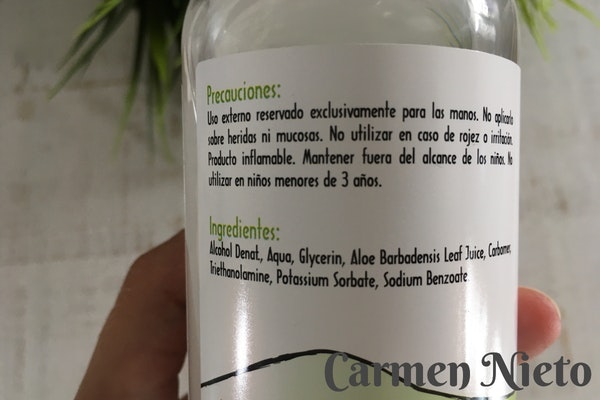 Precauciones:
Uso externo reservado exclusivamente para las manos. No aplicarlo
sobre heridas ni mucosas. No utilizar en caso de rojez o irritación.
Producto inflamable. Mantener fuera del alcance de los niños. No
utilizar en niños menores de 3 años.
Ingredientes:
Alcohol Denat., Aqua, Glycerin, Aloe Barbadensis Leaf Juice, Carbomer,
Triethanolamine, Potassium Sorbate, Sodium Benzoate
Carmen Nieto